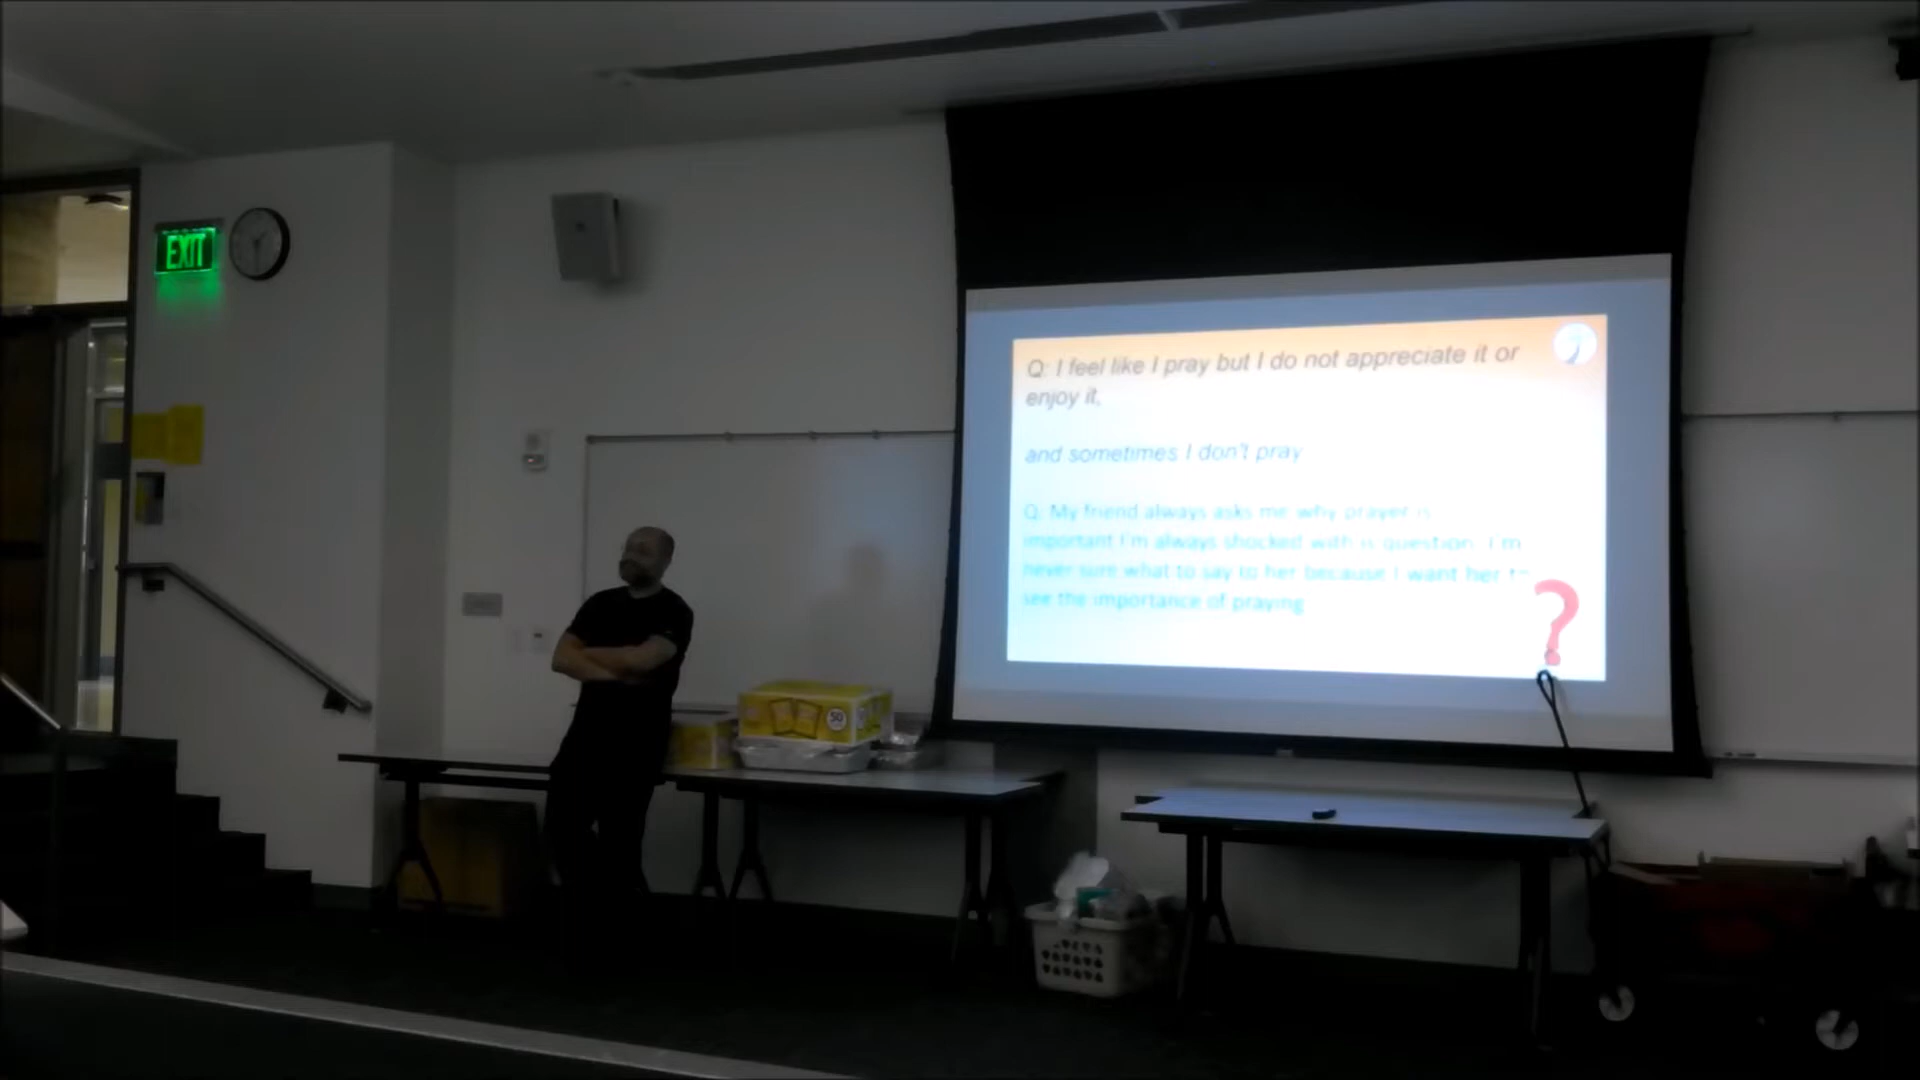 EXIT
Q: I feel like I pray but I do not appreciate it or
enjoy it,
and sometimes I don't pray
Q: My friend always asks me why prayer is
important I'm always shocked with is question. I'm
never sure what to say to her because I want her to
see the importance of praying
?
50